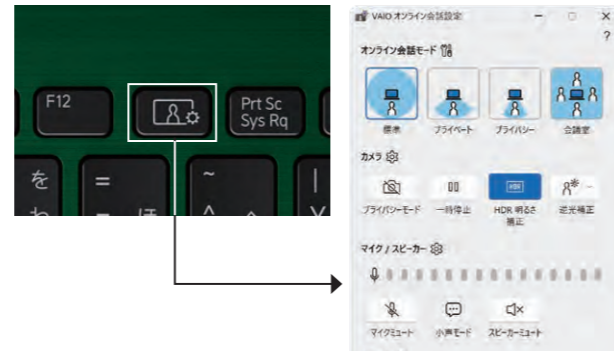 F12
Prt Sc
Sys Rq
を
=
~
|
わ
-
ほ
^
VAIO オンライン会話設定
?
オンライン会話モード
標準
プライベート
プライバシー
会議室
カメラ
HDR
プライバシーモード
一時停止
HDR 明るさ
補正
逆光補正
マイク / スピーカー
マイクミュート
小声モード
スピーカーミュート